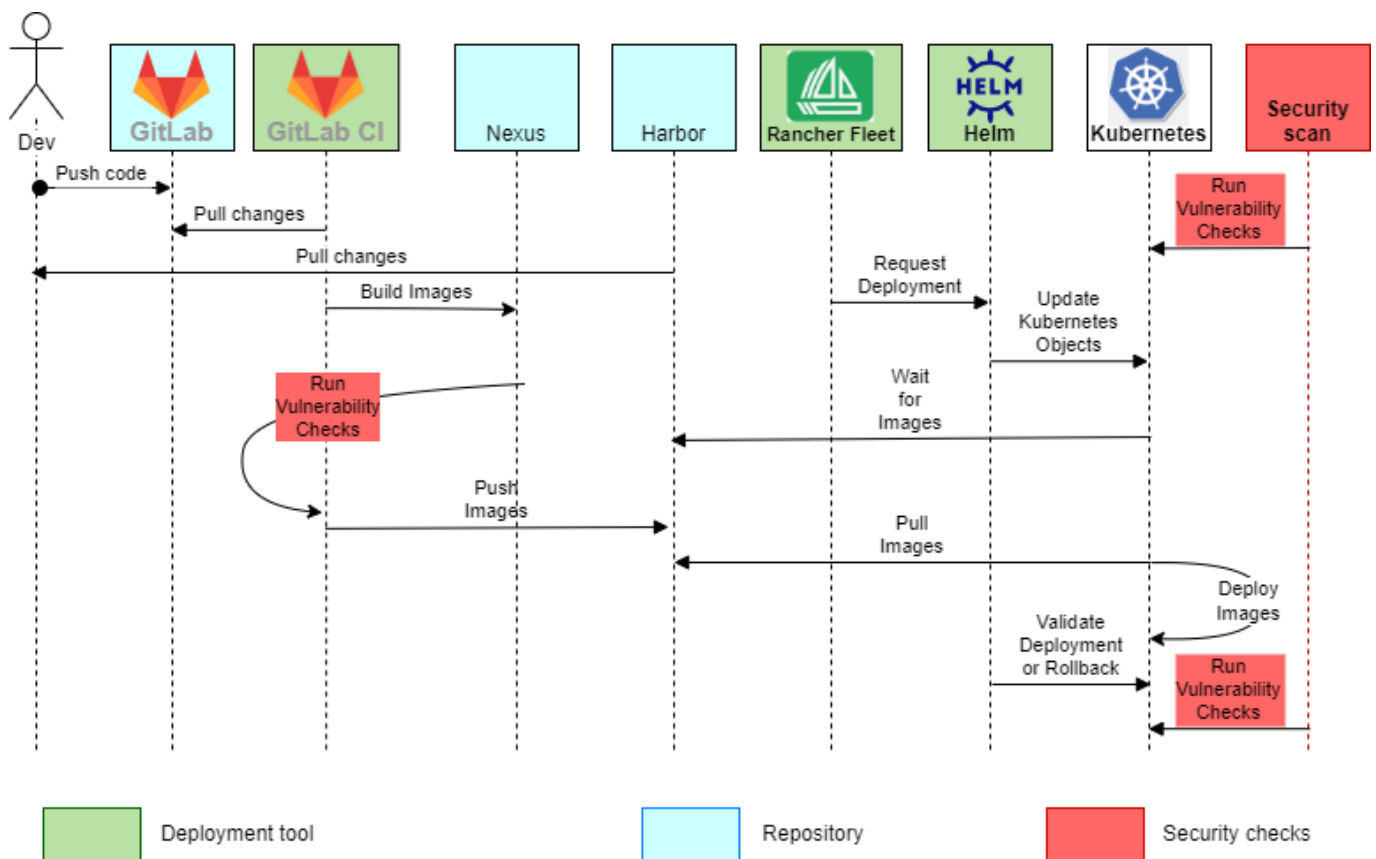 Dev
GitLab
GitLab CI
Nexus
Harbor
Rancher Fleet
HELM
Helm
Kubernetes
Security
scan
Push code
Run
Vulnerability
Checks
Pull changes
Pull changes
Request
Deployment
Build Images
Update
Kubernetes
Objects
Run
Vulnerability
Checks
Wait
for
Images
Push
Images
Pull
Images
Deploy
Images
Validate
Deployment
or Rollback
Run
Vulnerability
Checks
Deployment tool
Repository
Security checks